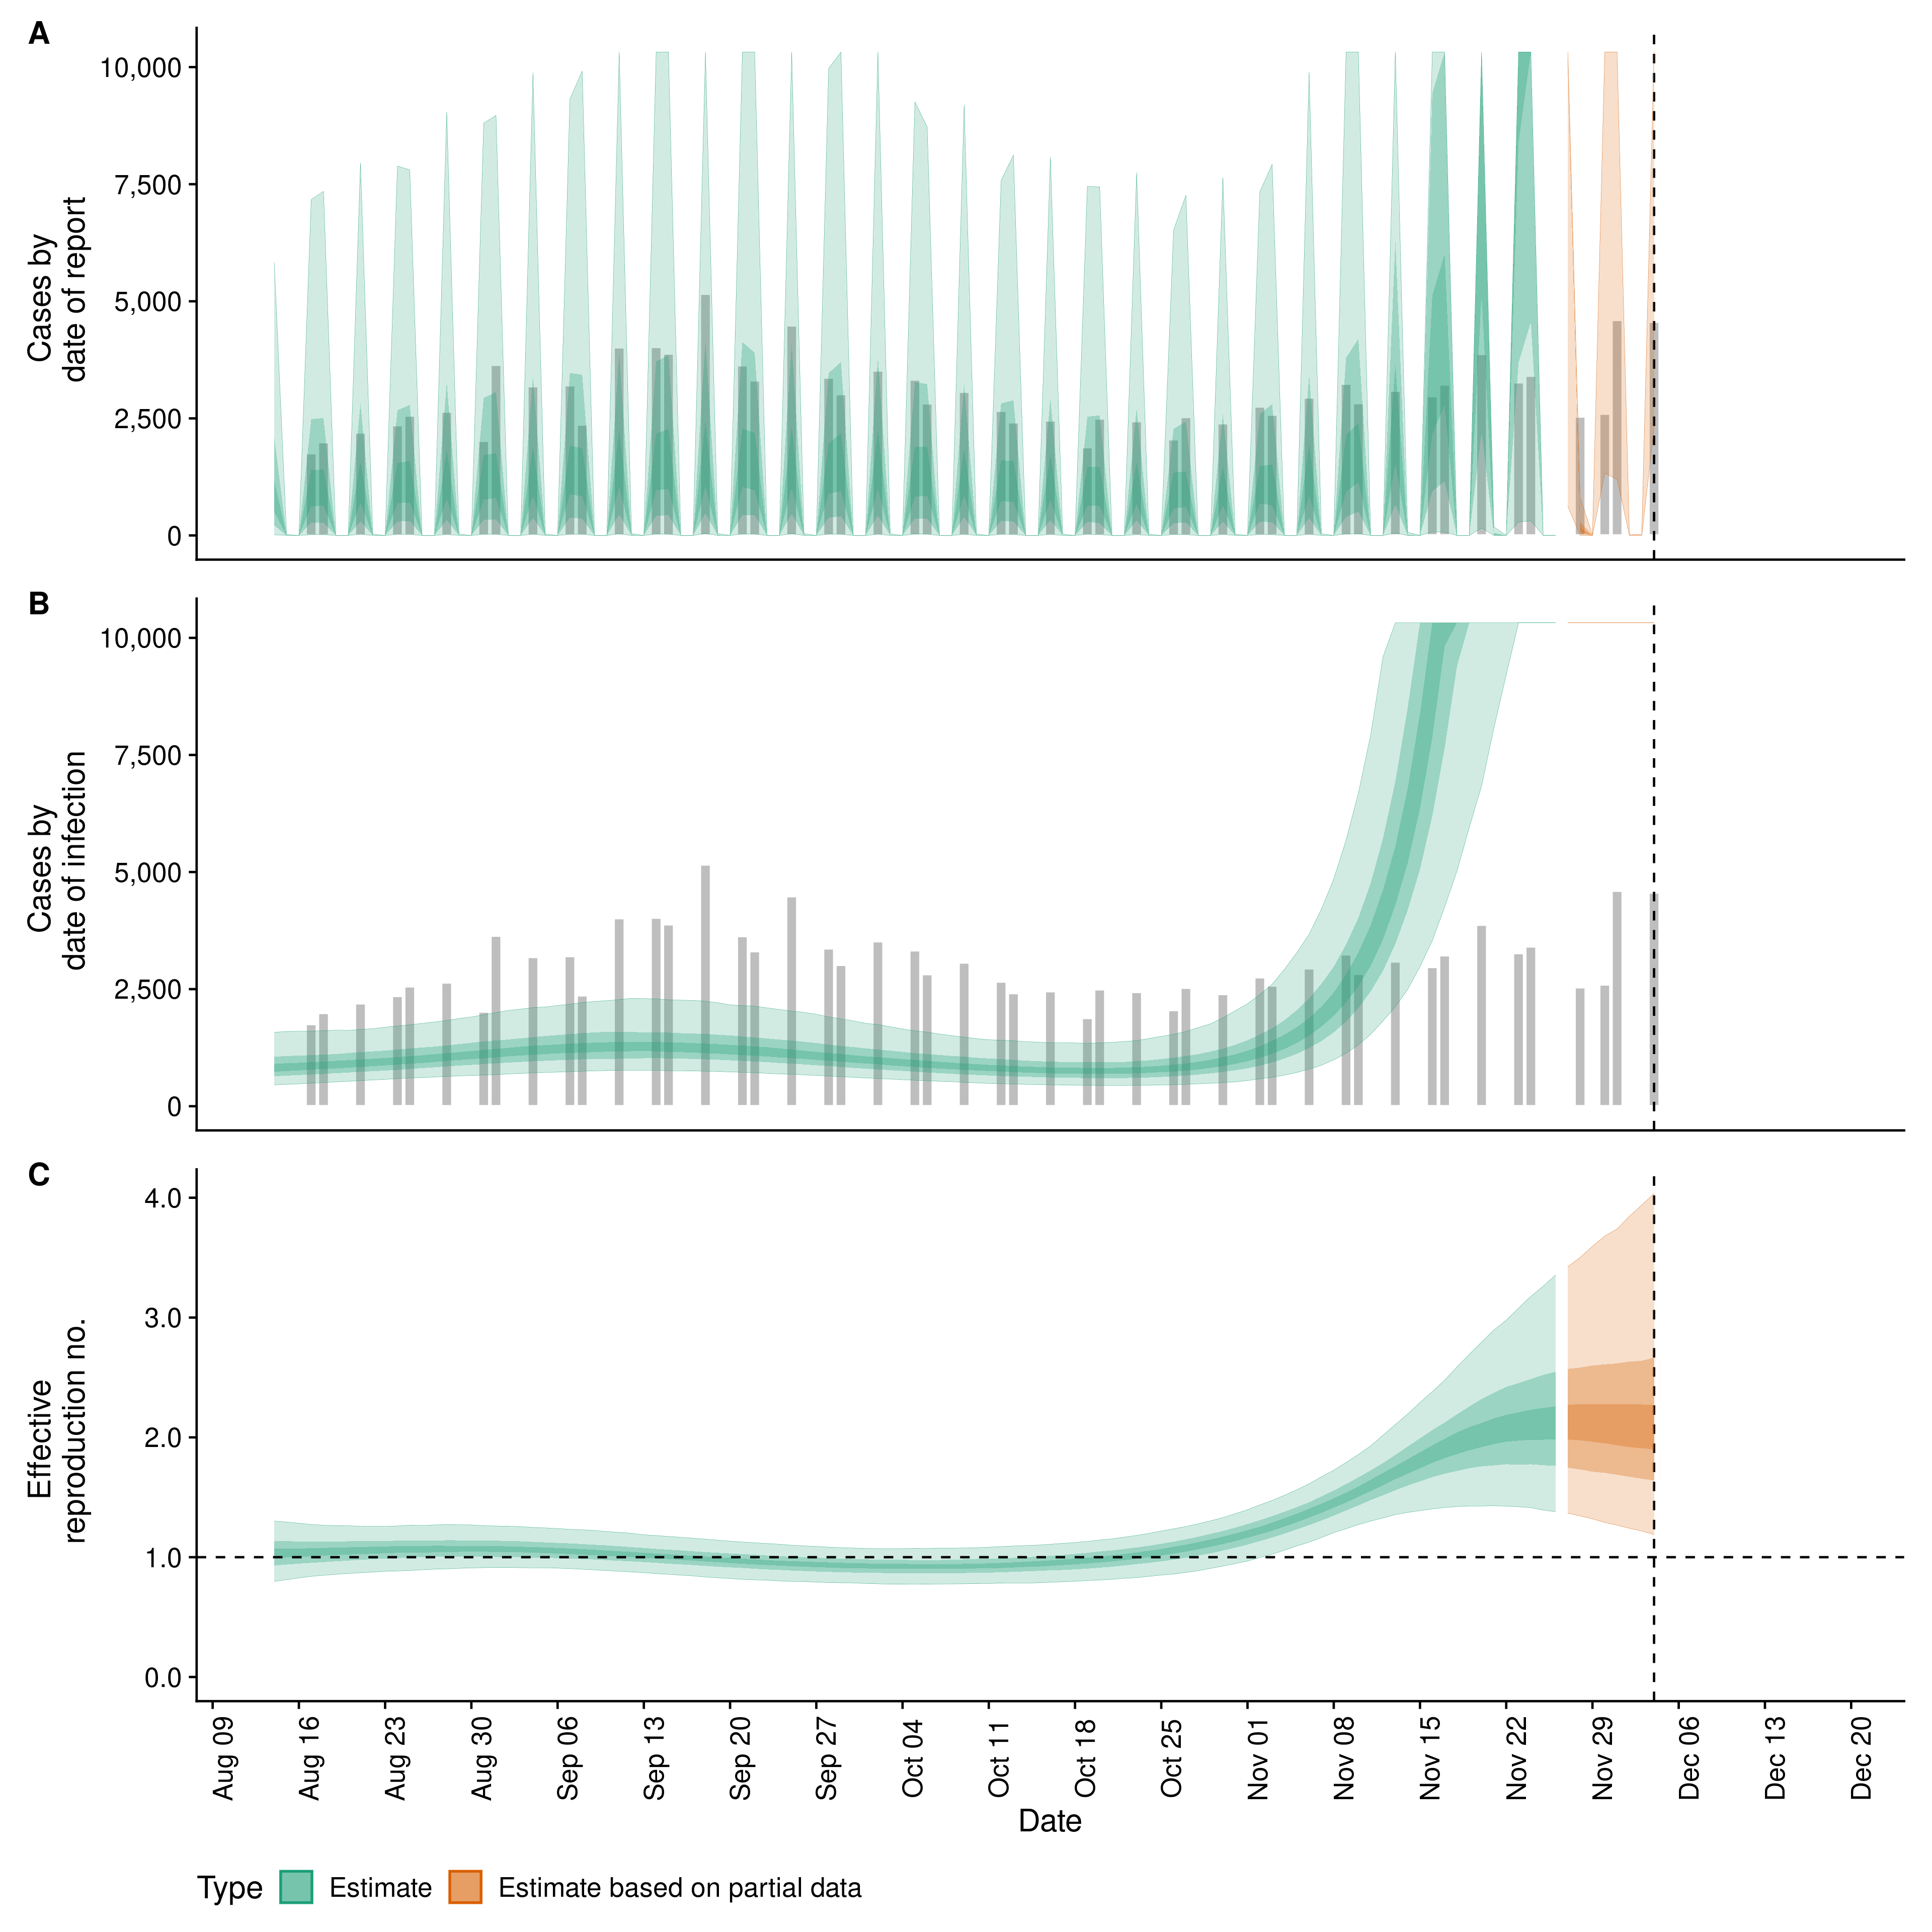 A
Cases by
date of report
10,000
7,500
5,000
2,500
0
B
Cases by
date of infection
10,000
7,500
5,000
2,500
0
C
Effective
reproduction no.
4.0
3.0
2.0
1.0
0.0
Aug 09
Aug 16
Aug 23
Aug 30
Sep 06
Sep 13
Sep 20
Sep 27
Oct 04
Oct 11
Oct 18
Oct 25
Nov 01
Nov 08
Nov 15
Nov 22
Nov 29
Dec 06
Dec 13
Dec 20
Date
Type Estimate Estimate based on partial data